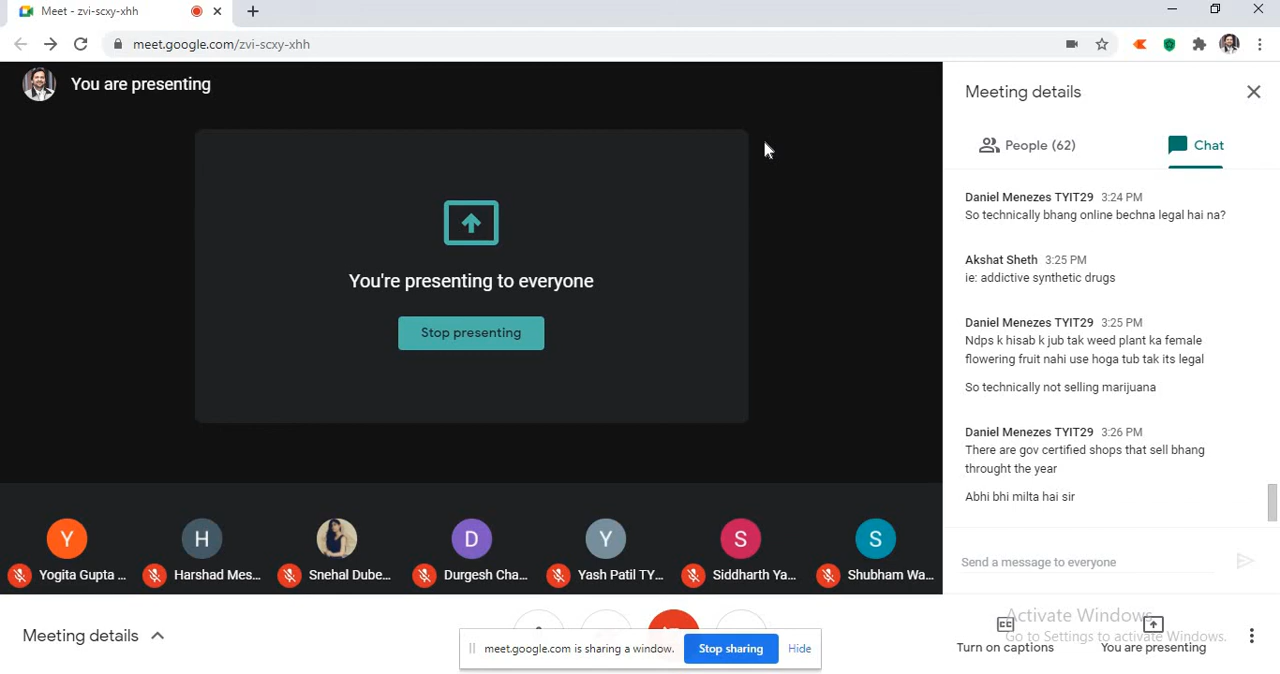 Meet - zvi-scxy-xhh
meet.google.com/zvi-scxy-xhh
You are presenting
You're presenting to everyone
Stop presenting
Meeting details
People (62)
Chat
Daniel Menezes TYIT29 3:24 PM
So technically bhang online bechna legal hai na?
Akshat Sheth 3:25 PM
ie: addictive synthetic drugs
Daniel Menezes TYIT29 3:25 PM
Ndps k hisab k jub tak weed plant ka female
flowering fruit nahi use hoga tub tak its legal
So technically not selling marijuana
Daniel Menezes TYIT29 3:26 PM
There are gov certified shops that sell bhang
throught the year
Abhi bhi milta hai sir
Send a message to everyone
Y H D Y S S
Yogita Gupta ... Harshad Mes... Snehal Dube... Durgesh Cha... Yash Patil TY... Siddharth Ya... Shubham Wa...
Meeting details
meet.google.com is sharing a window. Stop sharing Hide
Activate Windows
Go to Settings to activate Windows.
CC
Turn on captions
You are presenting